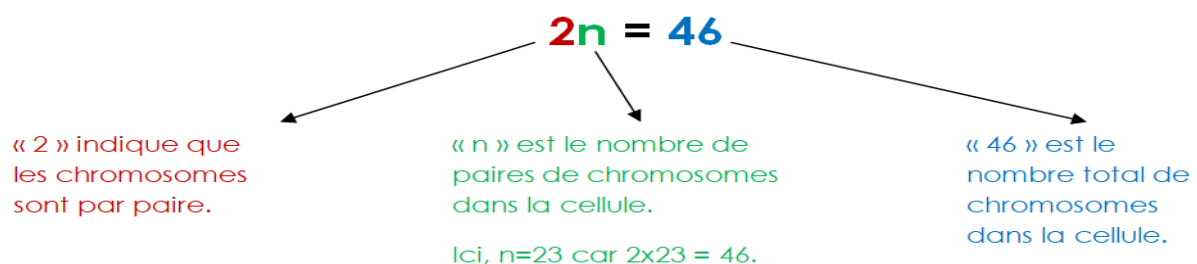 2n = 46
« 2 » indique que
les chromosomes
sont par paire.
« n » est le nombre de
paires de chromosomes
dans la cellule.
Ici, n=23 car 2x23 = 46.
« 46 » est le
nombre total de
chromosomes
dans la cellule.